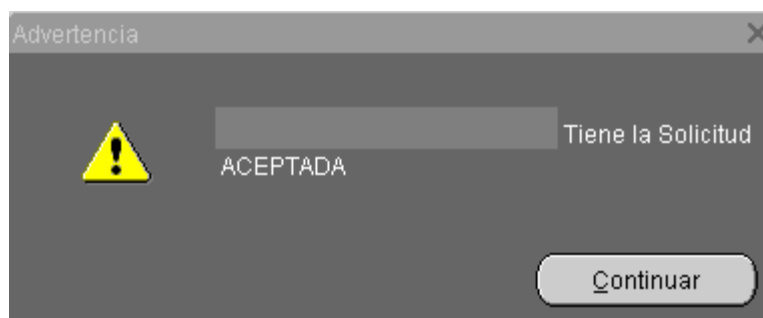 Advertencia
Tiene la Solicitud
ACEPTADA
Continuar